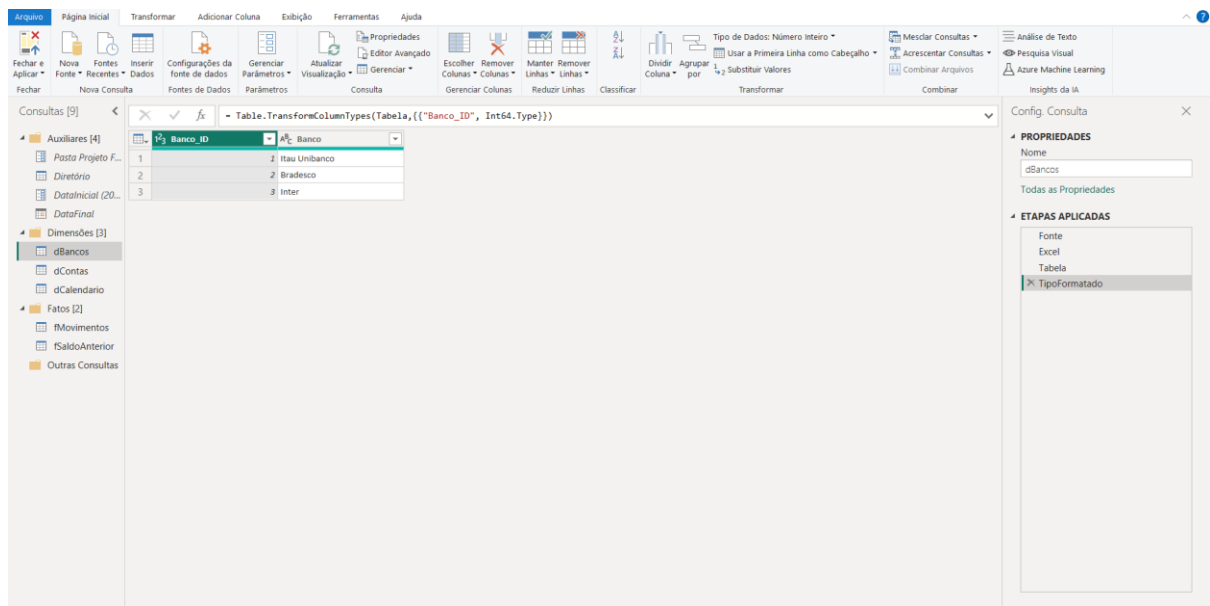 Arquivo Página Inicial Transformar Adicionar Coluna Exibição Ferramentas Ajuda
Fechar e Aplicar
Nova Fonte
Fontes Recentes
Inserir Dados
Configurações da fonte de dados
Gerenciar Parâmetros
Atualizar Visualização
Propriedades
Editor Avançado
Gerenciar
Escolher Colunas
Remover Colunas
Manter Linhas
Remover Linhas
Dividir Coluna
Agrupar por
Tipo de Dados: Número Inteiro
Usar a Primeira Linha como Cabeçalho
Substituir Valores
Mesclar Consultas
Acrescentar Consultas
Combinar Arquivos
Análise de Texto
Pesquisa Visual
Azure Machine Learning
Fechar Nova Consulta Fontes de Dados Parâmetros Consulta Gerenciar Colunas Reduzir Linhas Classificar Transformar Combinar Insights da IA
Consultas [9]
Auxiliares [4]
Pasta Projeto F...
Diretório
DataInicial (20...
DataFinal
Dimensões [3]
dBancos
dContas
dCalendario
Fatos [2]
fMovimentos
fSaldoAnterior
Outras Consultas
fx = Table.TransformColumnTypes(Tabela,{{"Banco_ID", Int64.Type}})
123 Banco_ID ABC Banco
1 1 Itau Unibanco
2 2 Bradesco
3 3 Inter
Config. Consulta
PROPRIEDADES
Nome
dBancos
Todas as Propriedades
ETAPAS APLICADAS
Fonte
Excel
Tabela
TipoFormatado